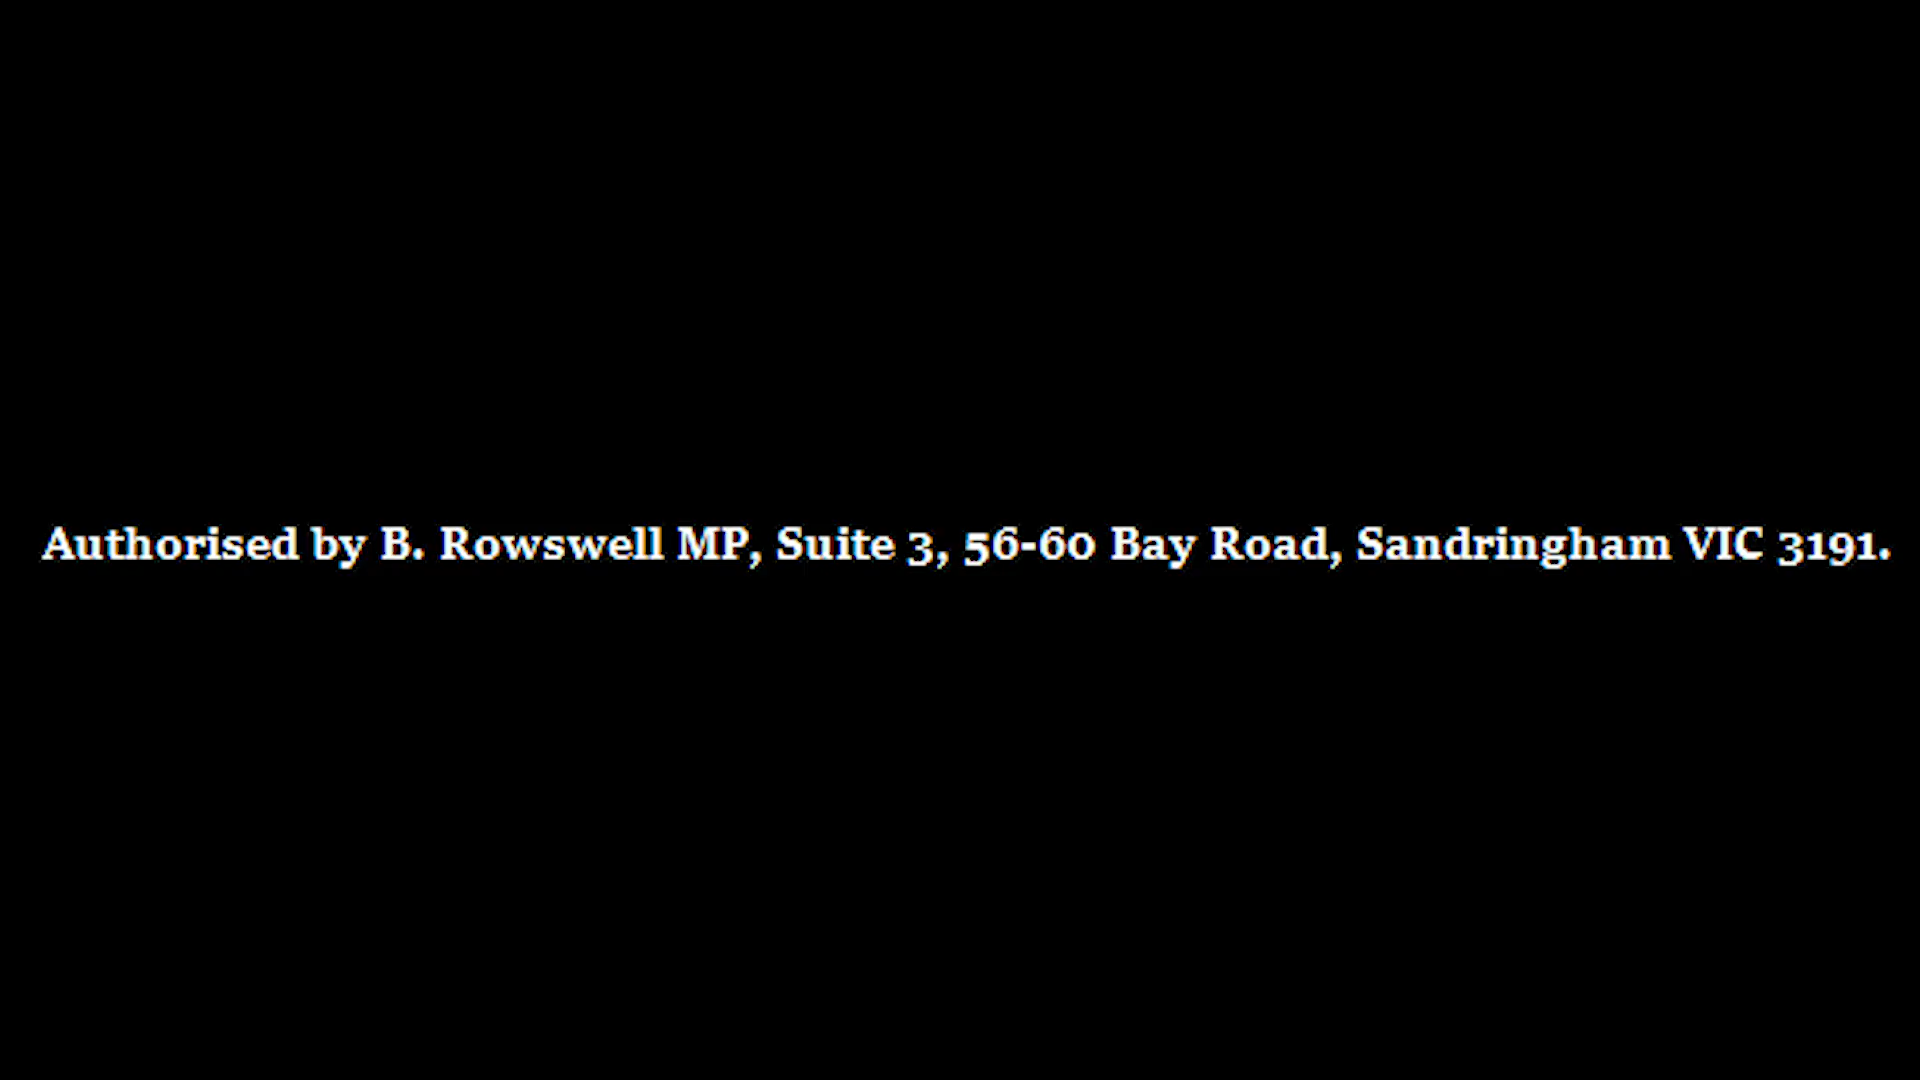 Authorised by B. Rowswell MP, Suite 3, 56-60 Bay Road, Sandringham VIC 3191.